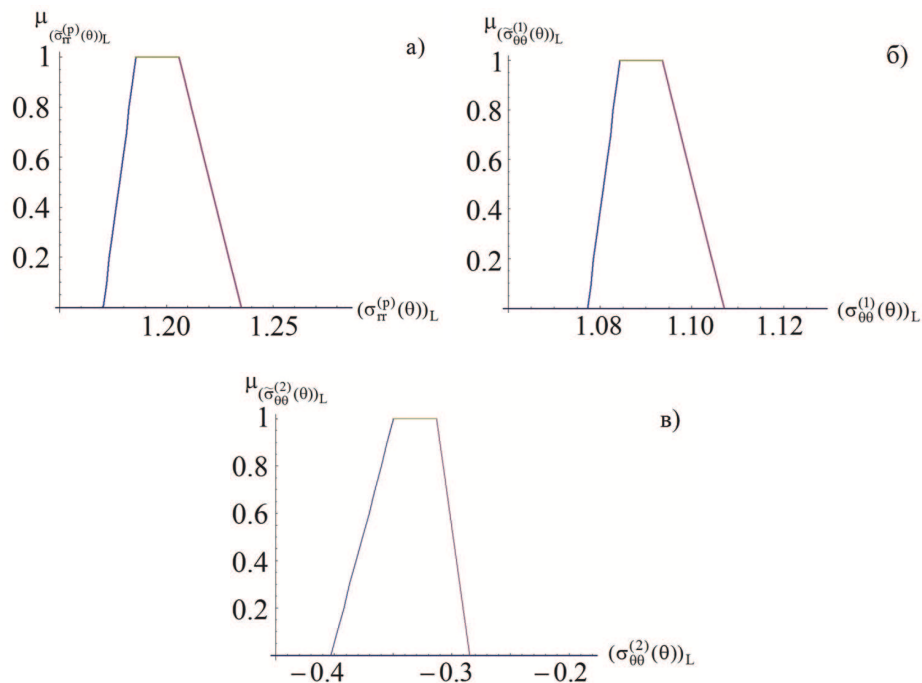 μ(σ̃rr(p)(θ))L
а)
1
0.8
0.6
0.4
0.2
1.20 1.25
(σrr(p)(θ))L
μ(σ̃θθ(1)(θ))L
б)
1
0.8
0.6
0.4
0.2
1.08 1.10 1.12
(σθθ(1)(θ))L
μ(σ̃θθ(2)(θ))L
в)
1
0.8
0.6
0.4
0.2
−0.4 −0.3 −0.2
(σθθ(2)(θ))L